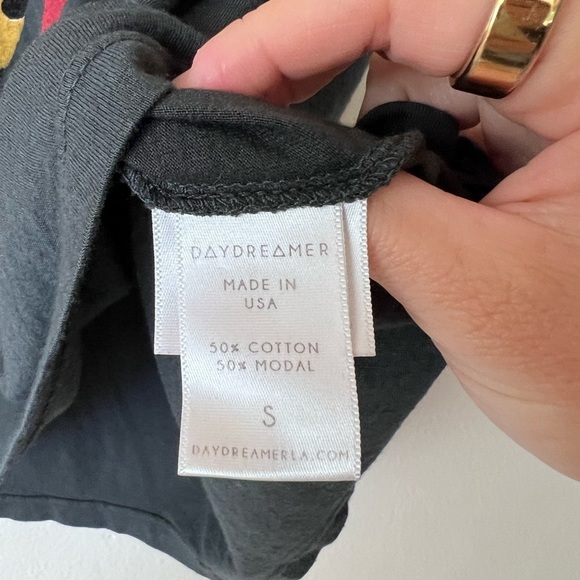 DAYDREAMER
MADE IN
USA
50% COTTON
50% MODAL
S
DAYDREAMERLA.COM